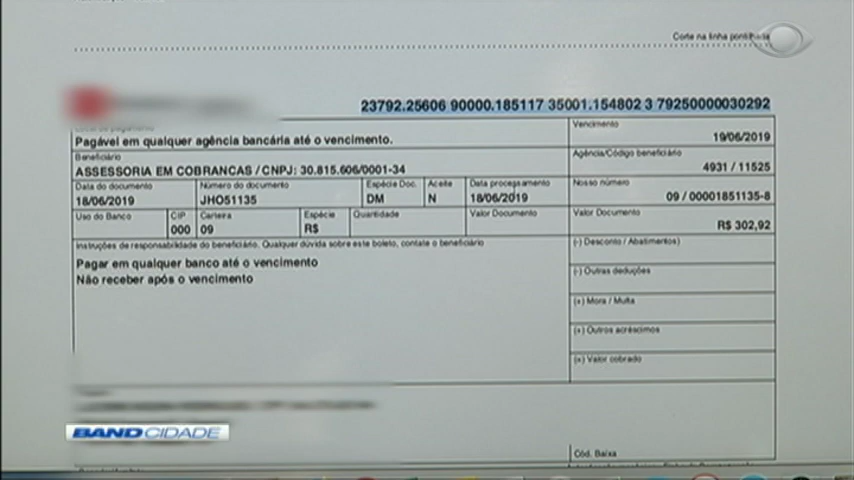 Corte na linha pontilhada
23792.25606 90000.185117 35001.154802 3 79250000030292
Local de pagamento
Pagável em qualquer agência bancária até o vencimento.
Vencimento
19/06/2019
Beneficiário
ASSESSORIA EM COBRANCAS / CNPJ: 30.815.606/0001-34
Agência/Código beneficiário
4931 / 11525
Data do documento Número do documento Espécie Doc. Aceite Data processamento Nosso número
18/06/2019 JHO51135 DM N 18/06/2019 09 / 00001851135-8
Uso do Banco CIP Carteira Espécie Quantidade Valor Documento Valor Documento
000 09 R$ R$ 302,92
Instruções de responsabilidade do beneficiário. Qualquer dúvida sobre este boleto, contate o beneficiário
Pagar em qualquer banco até o vencimento
Não receber após o vencimento
(-) Desconto / Abatimentos)
(-) Outras deduções
(+) Mora / Multa
(+) Outros acréscimos
(=) Valor cobrado
BAND CIDADE
Cód. Baixa